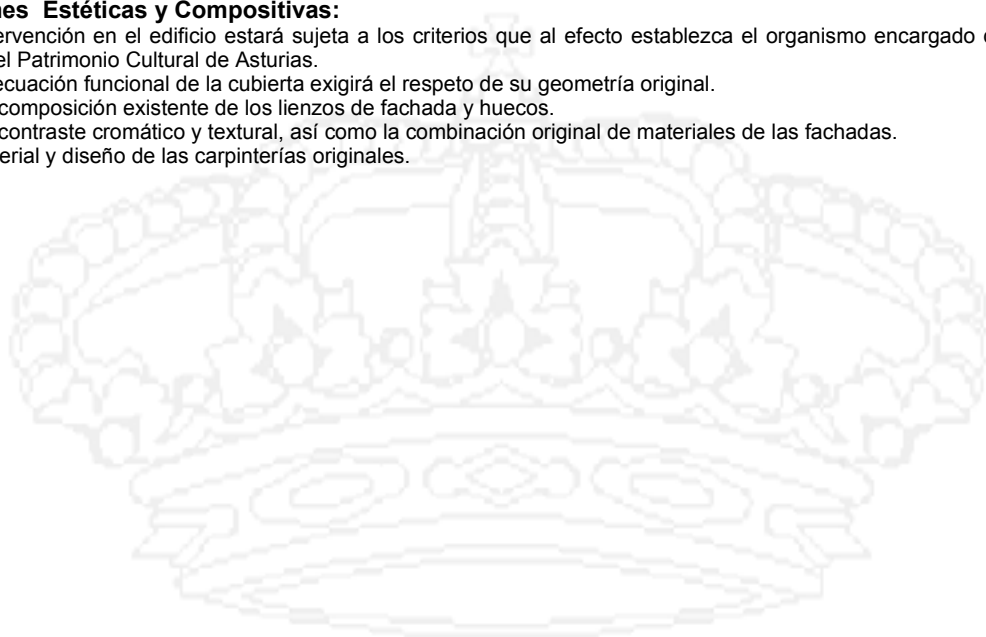 nes Estéticas y Compositivas:
ervención en el edificio estará sujeta a los criterios que al efecto establezca el organismo encargado
el Patrimonio Cultural de Asturias.
ecuación funcional de la cubierta exigirá el respeto de su geometría original.
composición existente de los lienzos de fachada y huecos.
contraste cromático y textural, así como la combinación original de materiales de las fachadas.
erial y diseño de las carpinterías originales.